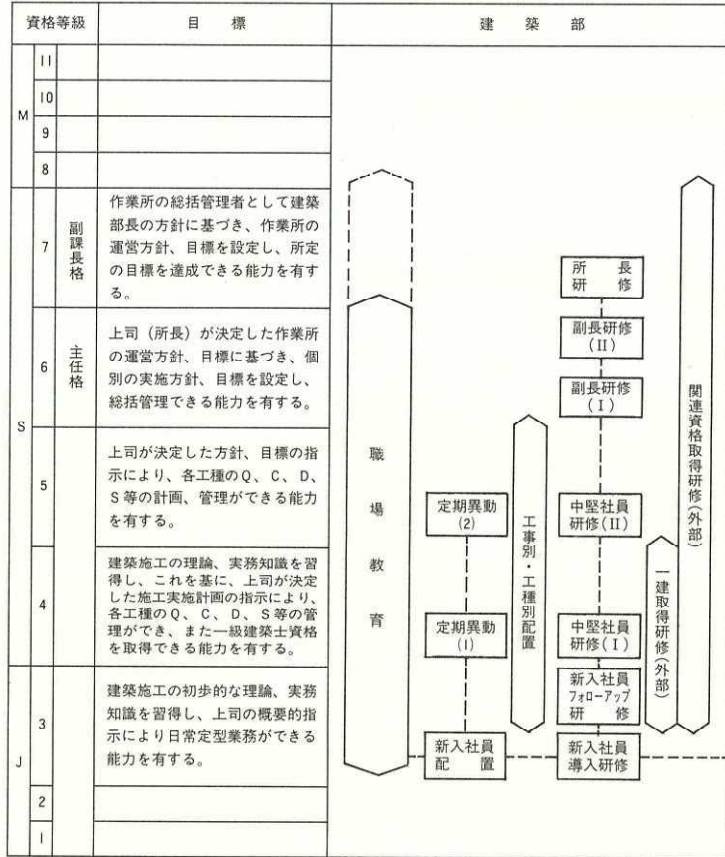 資格等級
目標
建築部
M
11
10
9
8
S
7
副課長格
作業所の総括管理者として建築
部長の方針に基づき、作業所の
運営方針、目標を設定し、所定
の目標を達成できる能力を有す
る。
6
主任格
上司（所長）が決定した作業所
の運営方針、目標に基づき、個
別の実施方針、目標を設定し、
総括管理できる能力を有する。
5
上司が決定した方針、目標の指
示により、各工種のQ、C、D、
S等の計画、管理ができる能力
を有する。
4
建築施工の理論、実務知識を習
得し、これを基に、上司が決定
した施工実施計画の指示により、
各工種のQ、C、D、S等の管
理ができ、また一級建築士資格
を取得できる能力を有する。
J
3
建築施工の初歩的な理論、実務
知識を習得し、上司の概要的指
示により日常定型業務ができる
能力を有する。
2
1
職場教育
定期異動
(2)
定期異動
(1)
新入社員
配置
工事別・工種別配置
所長
研修
副長研修
(II)
副長研修
(I)
中堅社員
研修(II)
中堅社員
研修(I)
新入社員
フォローアップ
研修
新入社員
導入研修
一建取得研修(外部)
関連資格取得研修(外部)